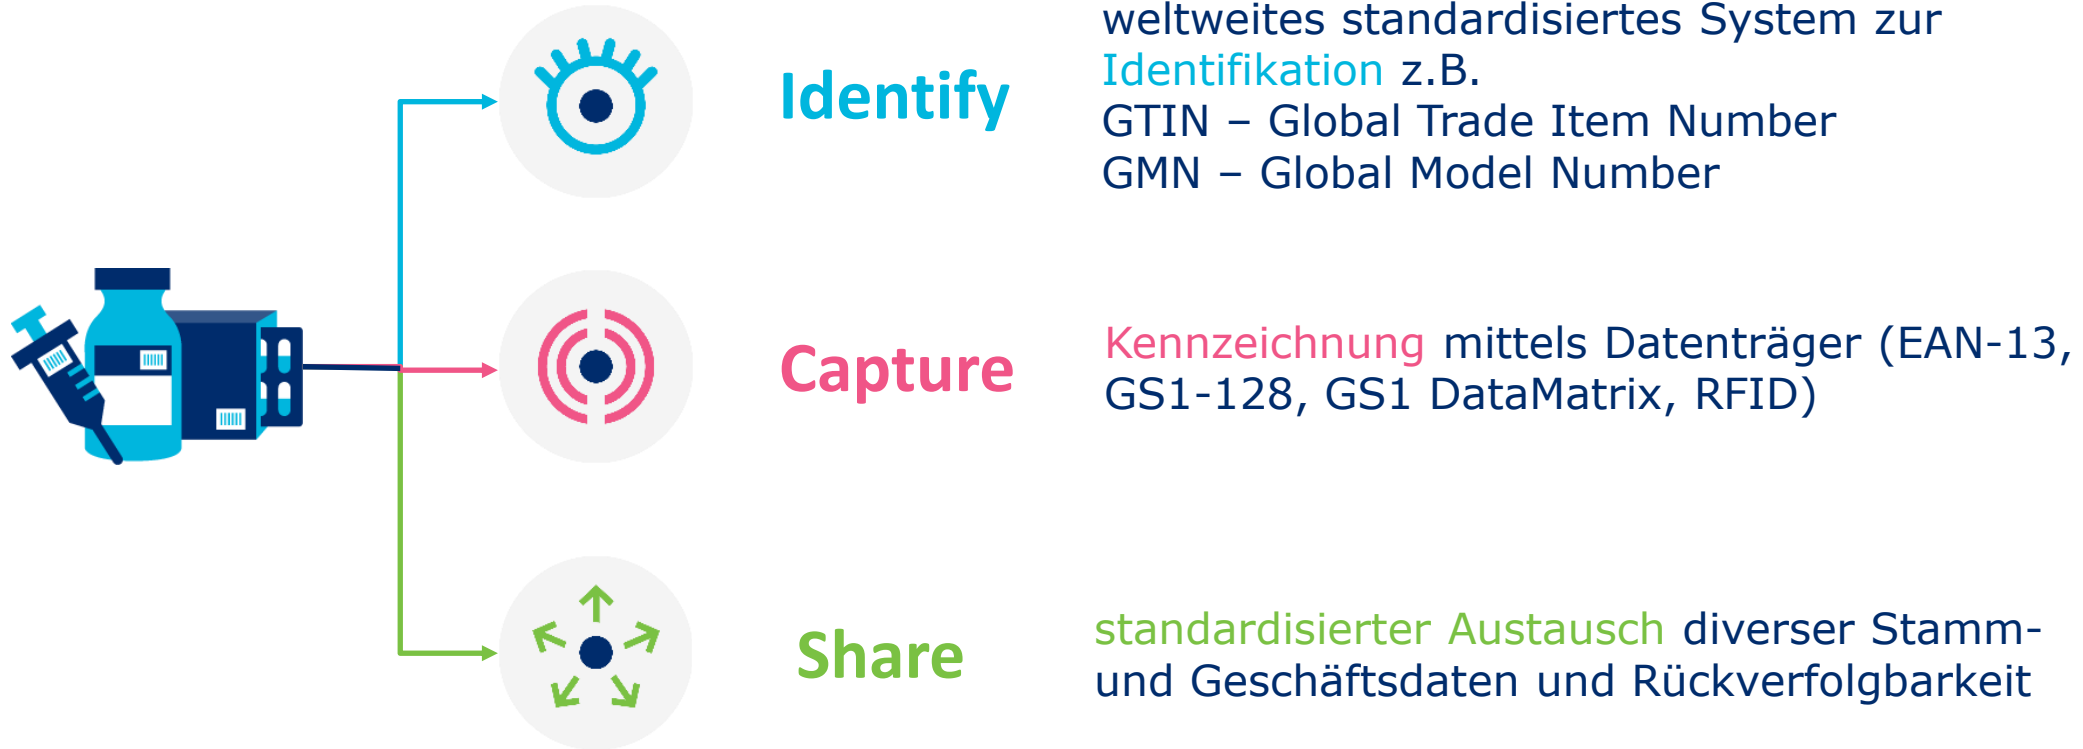 Identify
weltweites standardisiertes System zur
Identifikation z.B.
GTIN – Global Trade Item Number
GMN – Global Model Number
Capture
Kennzeichnung mittels Datenträger (EAN-13,
GS1-128, GS1 DataMatrix, RFID)
Share
standardisierter Austausch diverser Stamm-
und Geschäftsdaten und Rückverfolgbarkeit